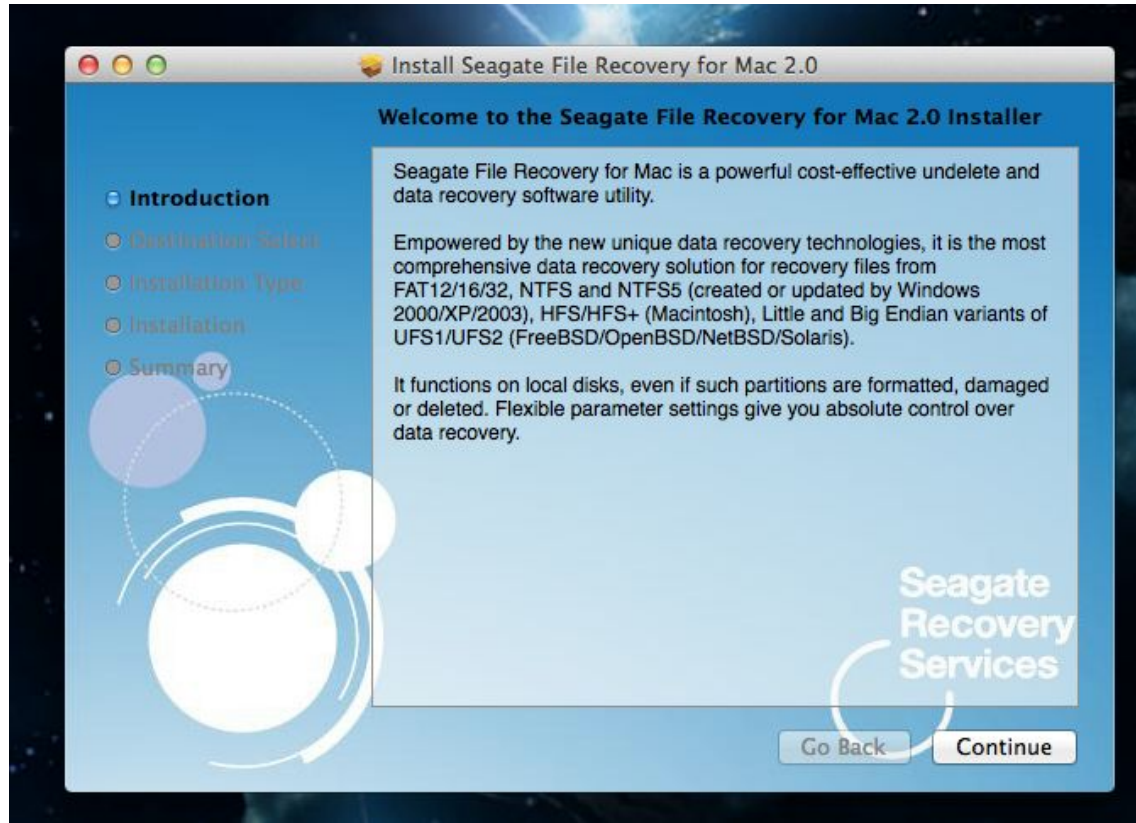 Install Seagate File Recovery for Mac 2.0
Welcome to the Seagate File Recovery for Mac 2.0 Installer
Introduction
Destination Select
Installation Type
Installation
Summary
Seagate File Recovery for Mac is a powerful cost-effective undelete and
data recovery software utility.
Empowered by the new unique data recovery technologies, it is the most
comprehensive data recovery solution for recovery files from
FAT12/16/32, NTFS and NTFS5 (created or updated by Windows
2000/XP/2003), HFS/HFS+ (Macintosh), Little and Big Endian variants of
UFS1/UFS2 (FreeBSD/OpenBSD/NetBSD/Solaris).
It functions on local disks, even if such partitions are formatted, damaged
or deleted. Flexible parameter settings give you absolute control over
data recovery.
Seagate
Recovery
Services
Go Back
Continue